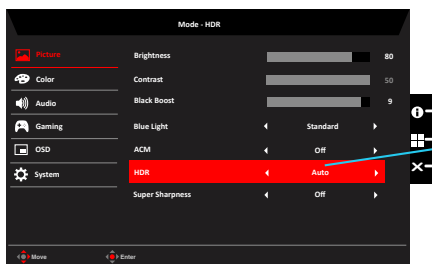 Mode - HDR
Picture
Brightness 80
Color
Contrast 50
Audio
Black Boost 9
Gaming
Blue Light Standard
OSD
ACM Off
System
HDR Auto
Super Sharpness Off
Move Enter